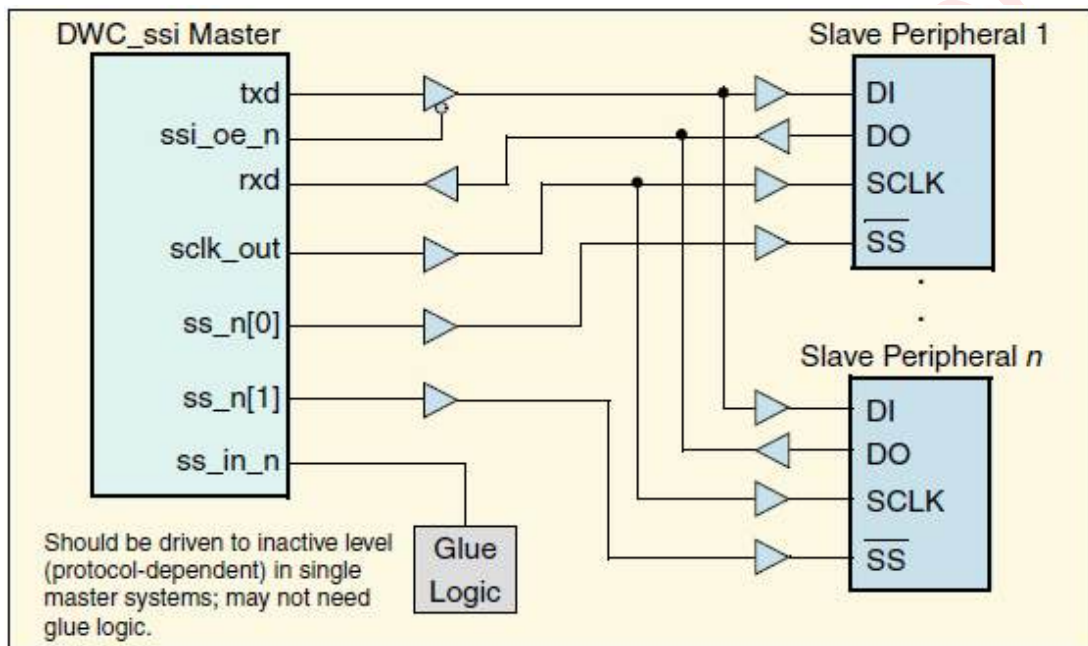 DWC_ssi Master
txd
ssi_oe_n
rxd
sclk_out
ss_n[0]
ss_n[1]
ss_in_n
Should be driven to inactive level
(protocol-dependent) in single
master systems; may not need
glue logic.
Glue
Logic
Slave Peripheral 1
DI
DO
SCLK
SS
Slave Peripheral n
DI
DO
SCLK
SS